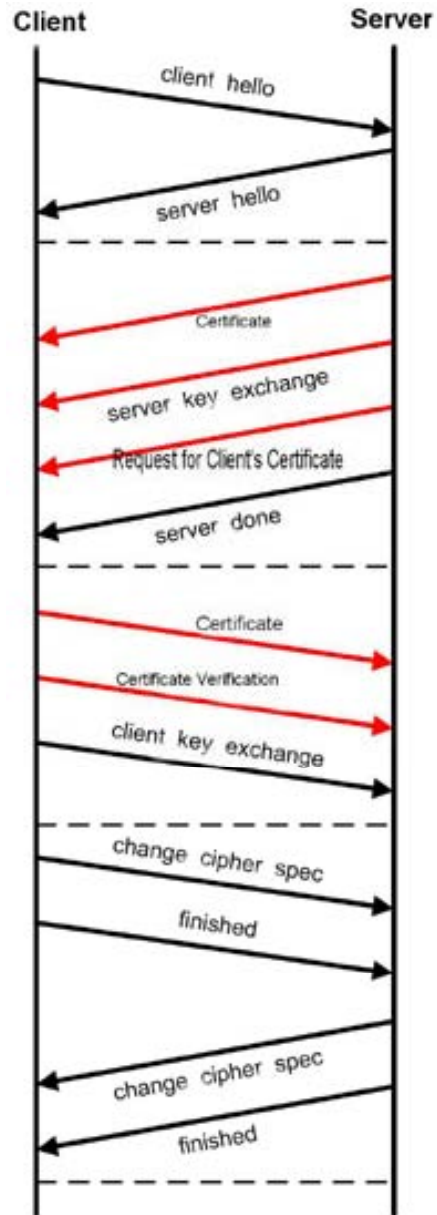 Client
Server
client hello
server hello
Certificate
server key exchange
Request for Client's Certificate
server done
Certificate
Certificate Verification
client key exchange
change cipher spec
finished
change cipher spec
finished